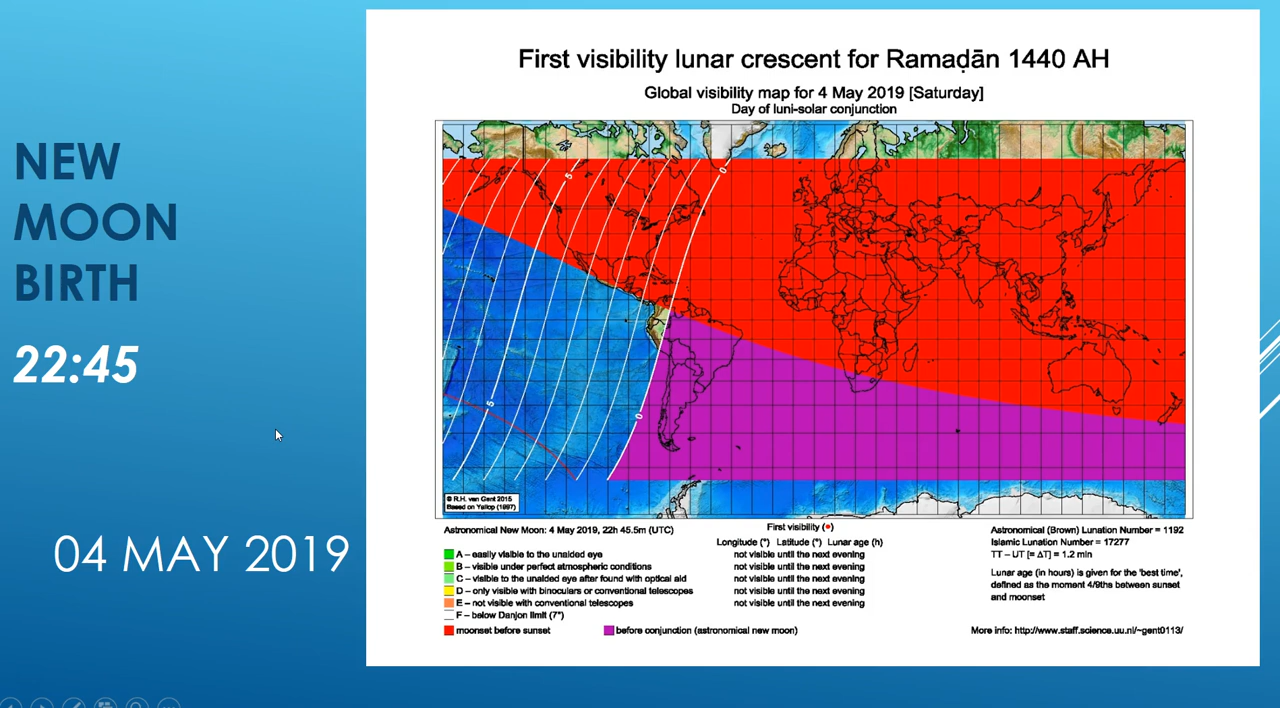 NEW
MOON
BIRTH
22:45
04 MAY 2019
First visibility lunar crescent for Ramaḍān 1440 AH
Global visibility map for 4 May 2019 [Saturday]
Day of luni-solar conjunction
5
0
5
0
© R.H. van Gent 2015
Based on Yallop (1997)
Astronomical New Moon: 4 May 2019, 22h 45.5m (UTC)
First visibility (●)
Longitude (°) Latitude (°) Lunar age (h)
A – easily visible to the unaided eye not visible until the next evening
B – visible under perfect atmospheric conditions not visible until the next evening
C – visible to the unaided eye after found with optical aid not visible until the next evening
D – only visible with binoculars or conventional telescopes not visible until the next evening
E – not visible with conventional telescopes not visible until the next evening
F – below Danjon limit (7°)
moonset before sunset
before conjunction (astronomical new moon)
Astronomical (Brown) Lunation Number = 1192
Islamic Lunation Number = 17277
TT – UT [= ΔT] = 1.2 min
Lunar age (in hours) is given for the 'best time',
defined as the moment 4/9ths between sunset
and moonset
More info: http://www.staff.science.uu.nl/~gent0113/